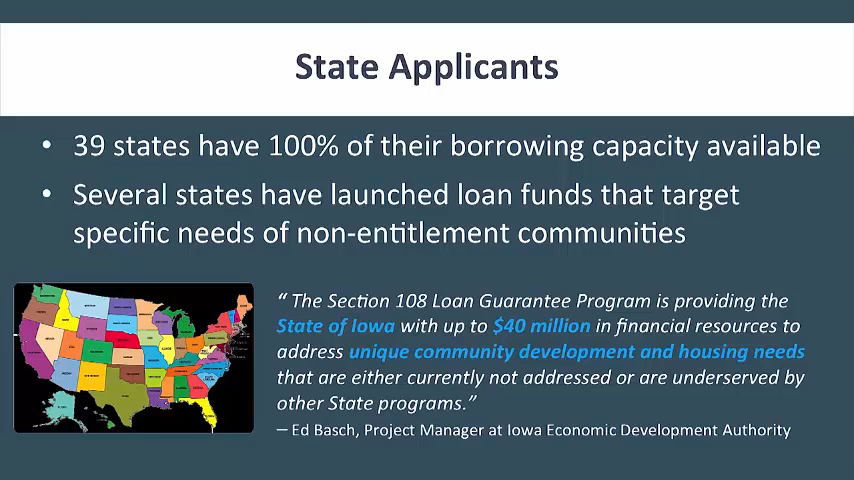 State Applicants
• 39 states have 100% of their borrowing capacity available
• Several states have launched loan funds that target
specific needs of non-entitlement communities
“ The Section 108 Loan Guarantee Program is providing the
State of Iowa with up to $40 million in financial resources to
address unique community development and housing needs
that are either currently not addressed or are underserved by
other State programs.”
— Ed Basch, Project Manager at Iowa Economic Development Authority